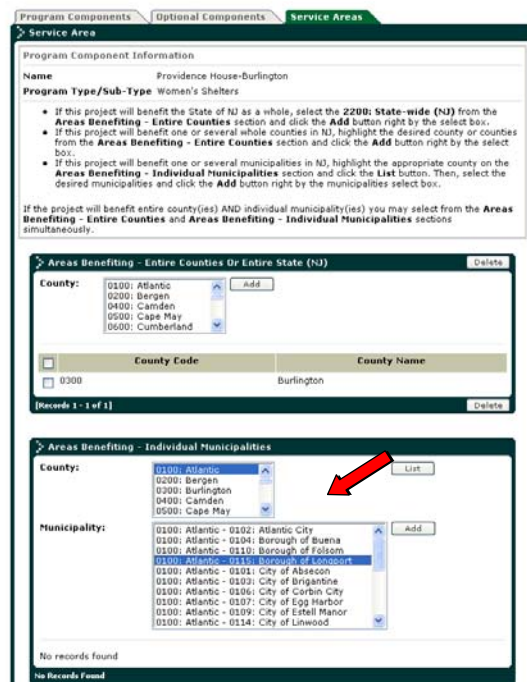 Program Components Optional Components Service Areas
Service Area
Program Component Information
Name Providence House-Burlington
Program Type/Sub-Type Women's Shelters
• If this project will benefit the State of NJ as a whole, select the 2200: State-wide (NJ) from the
Areas Benefiting - Entire Counties section and click the Add button right by the select box.
• If this project will benefit one or several whole counties in NJ, highlight the desired county or counties
from the Areas Benefiting - Entire Counties section and click the Add button right by the select
box.
• If this project will benefit one or several municipalities in NJ, highlight the appropriate county on the
Areas Benefiting - Individual Municipalities section and click the List button. Then, select the
desired municipalities and click the Add button right by the municipalities select box.
If the project will benefit entire county(ies) AND individual municipality(ies) you may select from the Areas
Benefiting - Entire Counties and Areas Benefiting - Individual Municipalities sections
simultaneously.
Areas Benefiting - Entire Counties Or Entire State (NJ) Delete
County: 0100: Atlantic Add
0200: Bergen
0400: Camden
0500: Cape May
0600: Cumberland
County Code County Name
0300 Burlington
[Records 1 - 1 of 1] Delete
Areas Benefiting - Individual Municipalities
County: 0100: Atlantic List
0200: Bergen
0300: Burlington
0400: Camden
0500: Cape May
Municipality: 0100: Atlantic - 0102: Atlantic City Add
0100: Atlantic - 0104: Borough of Buena
0100: Atlantic - 0110: Borough of Folsom
0100: Atlantic - 0115: Borough of Longport
0100: Atlantic - 0101: City of Absecon
0100: Atlantic - 0103: City of Brigantine
0100: Atlantic - 0106: City of Corbin City
0100: Atlantic - 0107: City of Egg Harbor
0100: Atlantic - 0109: City of Estell Manor
0100: Atlantic - 0114: City of Linwood
No records found
No Records Found